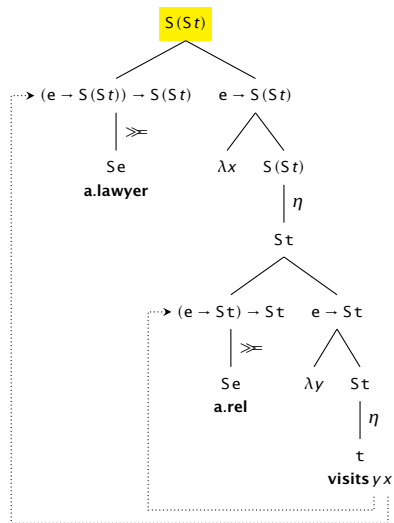 S(St)
(e → S(St)) → S(St) e → S(St)
≫=
Se λx S(St)
a.lawyer
η
St
(e → St) → St e → St
≫=
Se λy St
a.rel
η
t
visits y x